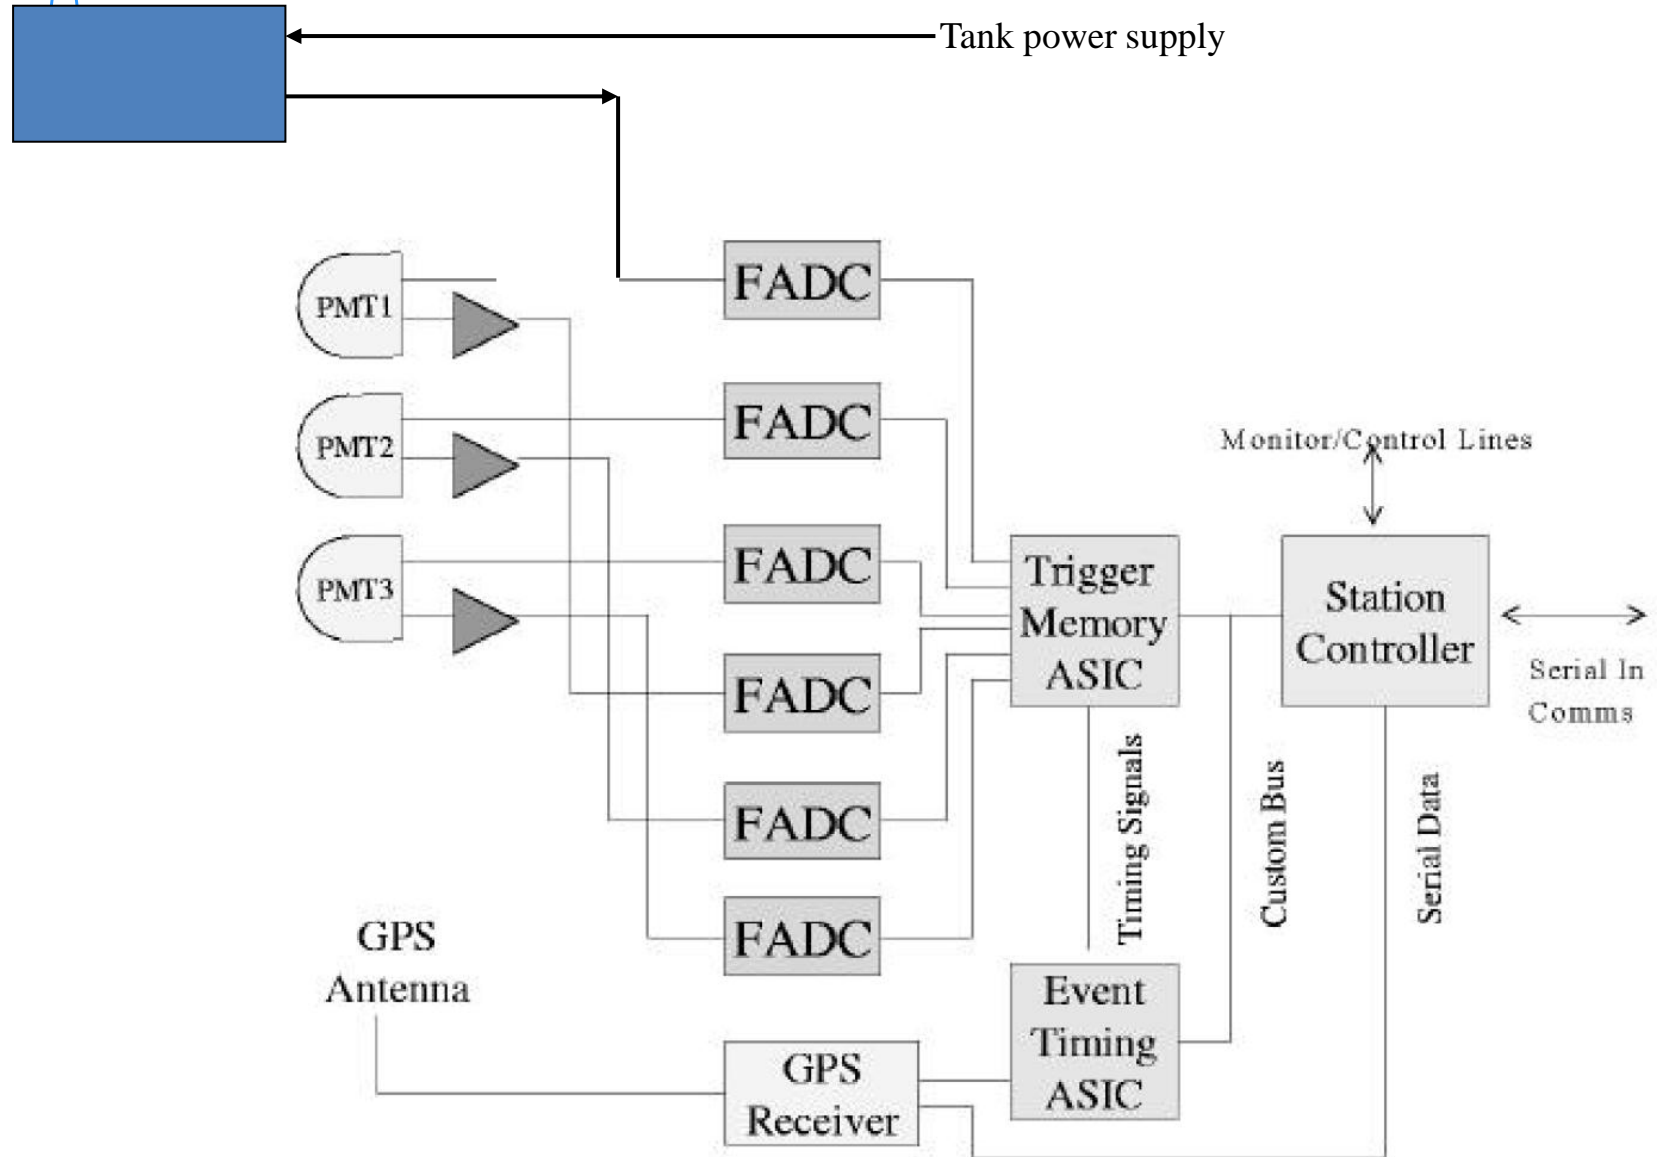 Tank power supply
FADC
PMT1
FADC
PMT2
Monitor/Control Lines
FADC
PMT3
Trigger
Memory
ASIC
Station
Controller
FADC
Serial In
Comms
FADC
Timing Signals
Custom Bus
Serial Data
FADC
GPS
Antenna
Event
Timing
ASIC
GPS
Receiver